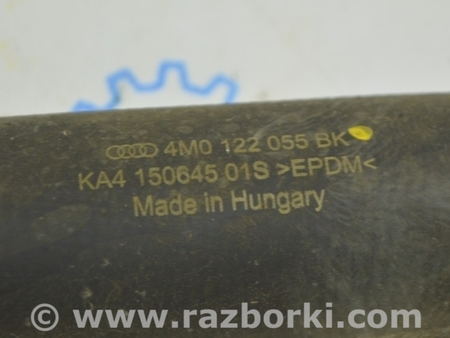 4M0 122 055 BK
KA4 150645 01S >EPDM<
Made in Hungary
© www.razborki.com